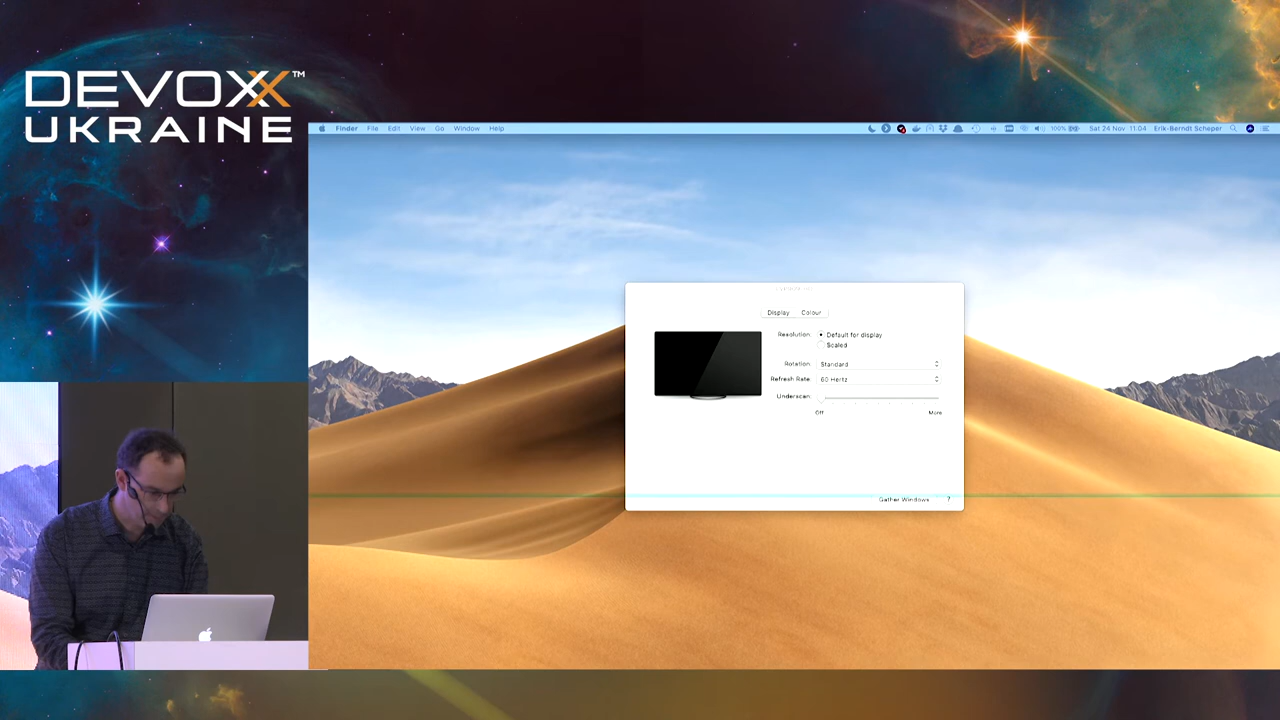 DEVOXX™
UKRAINE
Finder File Edit View Go Window Help
100% Sat 24 Nov 11.04 Erik-Berndt Scheper
Display Colour
Resolution: Default for display
Scaled
Rotation: Standard
Refresh Rate: 60 Hertz
Underscan:
Off More
Gather Windows ?